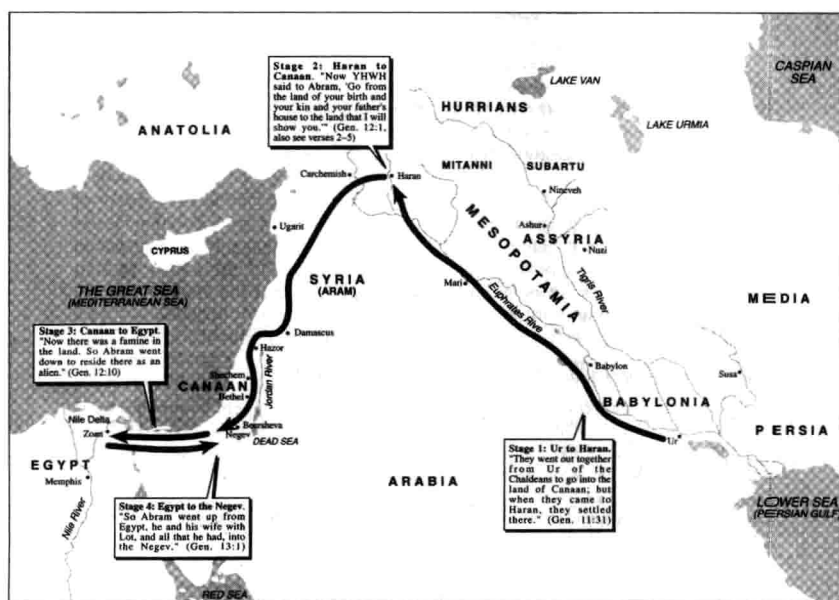 CASPIAN
SEA
LAKE VAN
LAKE URMIA
HURRIANS
ANATOLIA
Stage 2: Haran to
Canaan. "Now YHWH
said to Abram, 'Go from
the land of your birth and
your kin and your father's
house to the land that I will
show you.'" (Gen. 12:1,
also see verses 2–5)
MITANNI
SUBARTU
Carchemish
Haran
Nineveh
Ashur
ASSYRIA
Nuzi
Ugarit
CYPRUS
MESOPOTAMIA
Tigris River
SYRIA
(ARAM)
Mari
Euphrates Rive
MEDIA
THE GREAT SEA
(MEDITERRANEAN SEA)
Stage 3: Canaan to Egypt.
"Now there was a famine in
the land. So Abram went
down to reside there as an
alien." (Gen. 12:10)
Damascus
Hazor
Jordan River
Shechem
CANAAN
Bethel
Babylon
Susa
BABYLONIA
Beersheva
Negev
DEAD SEA
Nile Delta
Zoan
Ur
PERSIA
EGYPT
Memphis
Nile River
ARABIA
Stage 1: Ur to Haran.
"They went out together
from Ur of the
Chaldeans to go into the
land of Canaan; but
when they came to
Haran, they settled
there." (Gen. 11:31)
Stage 4: Egypt to the Negev.
"So Abram went up from
Egypt, he and his wife with
Lot, and all that he had, into
the Negev." (Gen. 13:1)
LOWER SEA
(PERSIAN GULF)
RED SEA